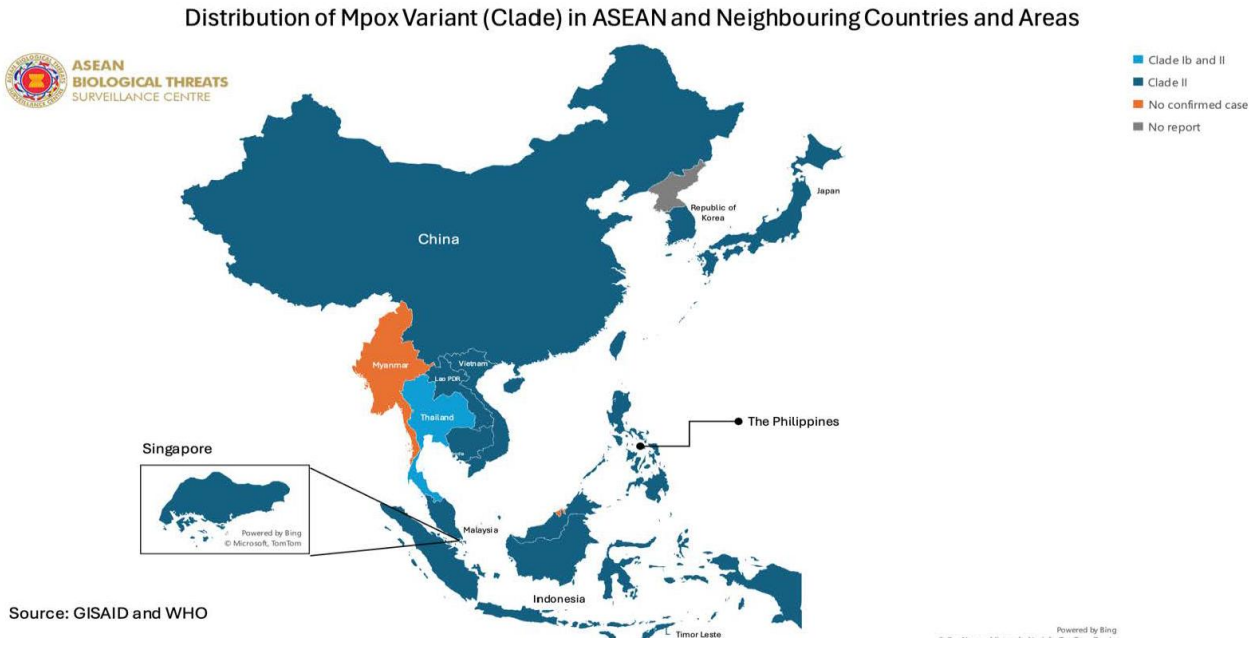 Distribution of Mpox Variant (Clade) in ASEAN and Neighbouring Countries and Areas
ASEAN
BIOLOGICAL THREATS
SURVEILLANCE CENTRE
Clade Ib and II
Clade II
No confirmed case
No report
Japan
Republic of
Korea
China
Myanmar
Vietnam
Lao PDR
Thailand
The Philippines
Singapore
Powered by Bing
© Microsoft, TomTom
Malaysia
Indonesia
Source: GISAID and WHO
Timor Leste
Powered by Bing